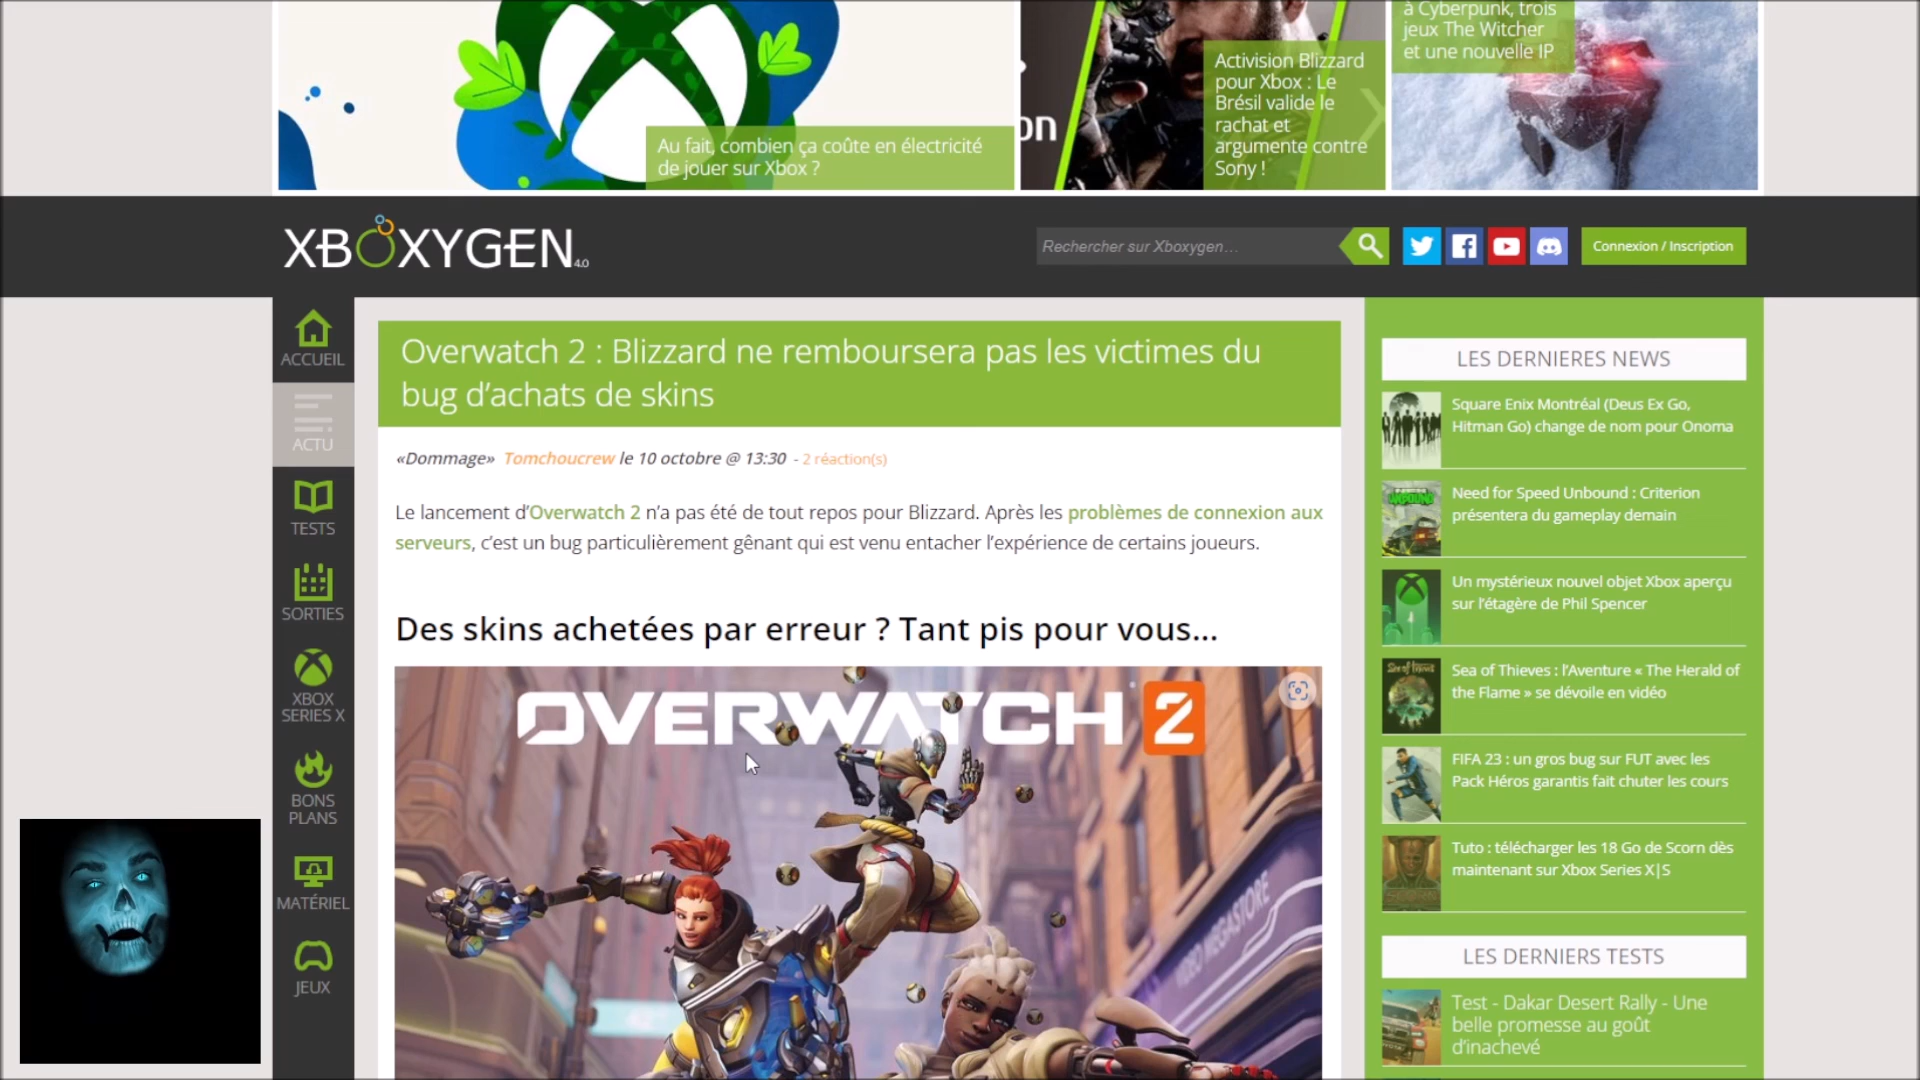 à Cyberpunk, trois
jeux The Witcher
et une nouvelle IP
Activision Blizzard
pour Xbox : Le
Brésil valide le
rachat et
argumente contre
Sony !
on
Au fait, combien ça coûte en électricité
de jouer sur Xbox ?
XBOXYGEN 4.0
Rechercher sur Xboxygen...
Connexion / Inscription
ACCUEIL
ACTU
TESTS
SORTIES
XBOX
SERIES X
BONS
PLANS
MATÉRIEL
JEUX
Overwatch 2 : Blizzard ne remboursera pas les victimes du
bug d’achats de skins
«Dommage» Tomchoucrew le 10 octobre @ 13:30 - 2 réaction(s)
Le lancement d’Overwatch 2 n’a pas été de tout repos pour Blizzard. Après les problèmes de connexion aux
serveurs, c’est un bug particulièrement gênant qui est venu entacher l’expérience de certains joueurs.
Des skins achetées par erreur ? Tant pis pour vous...
OVERWATCH 2
VIDEO MEGASTORE
LES DERNIERES NEWS
Square Enix Montréal (Deus Ex Go,
Hitman Go) change de nom pour Onoma
Need for Speed Unbound : Criterion
présentera du gameplay demain
Un mystérieux nouvel objet Xbox aperçu
sur l’étagère de Phil Spencer
Sea of Thieves : l’Aventure « The Herald of
the Flame » se dévoile en vidéo
FIFA 23 : un gros bug sur FUT avec les
Pack Héros garantis fait chuter les cours
Tuto : télécharger les 18 Go de Scorn dès
maintenant sur Xbox Series X|S
LES DERNIERS TESTS
Test - Dakar Desert Rally - Une
belle promesse au goût
d’inachevé